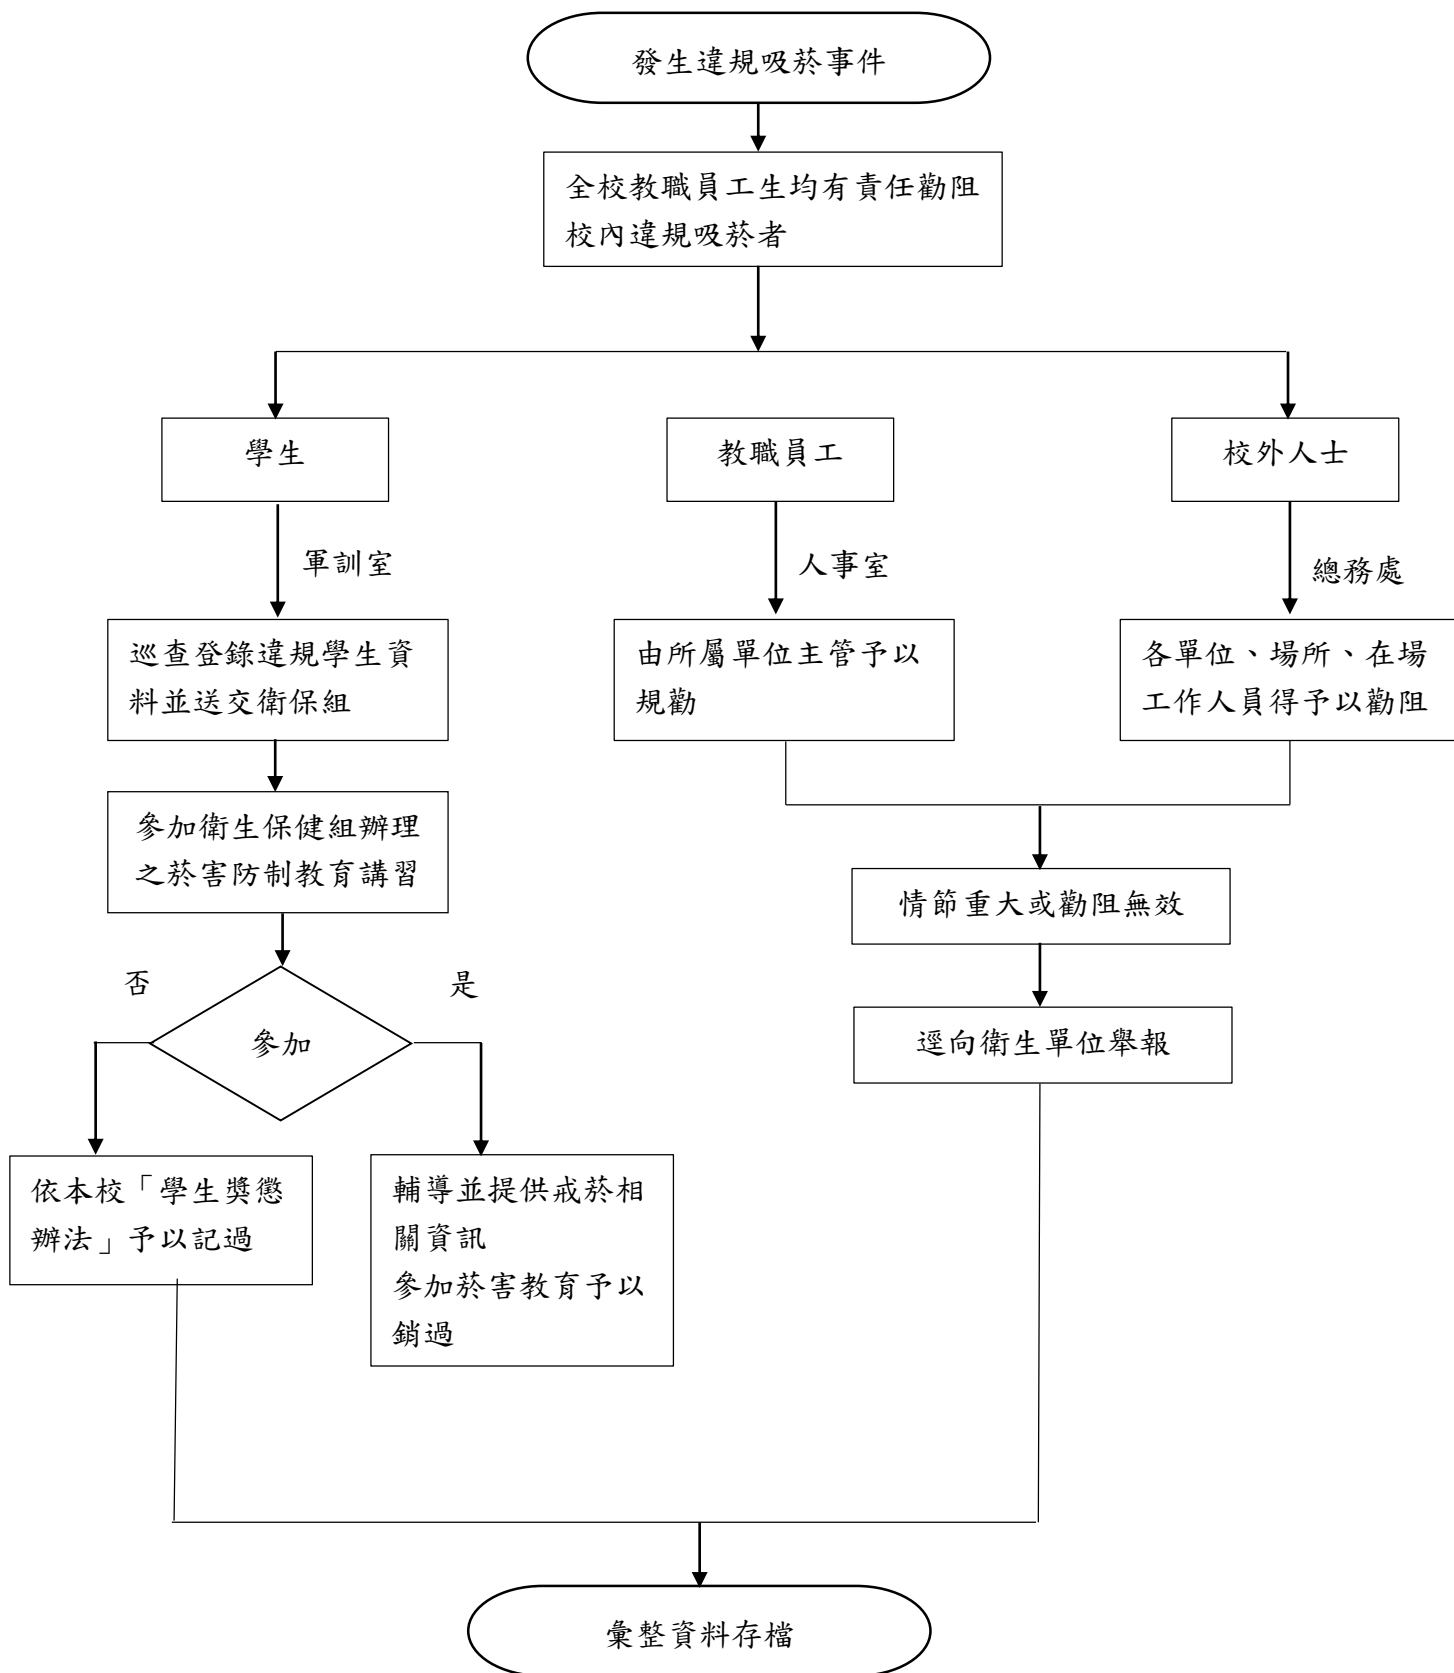 發生違規吸菸事件
全校教職員工生均有責任勸阻
校內違規吸菸者
學生
教職員工
校外人士
軍訓室
人事室
總務處
巡查登錄違規學生資
料並送交衛保組
由所屬單位主管予以
規勸
各單位、場所、在場
工作人員得予以勸阻
參加衛生保健組辦理
之菸害防制教育講習
情節重大或勸阻無效
否
是
參加
逕向衛生單位舉報
依本校「學生獎懲
辦法」予以記過
輔導並提供戒菸相
關資訊
參加菸害教育予以
銷過
彙整資料存檔